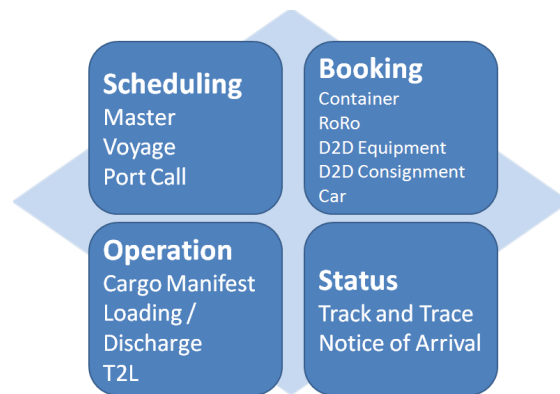 Scheduling
Master
Voyage
Port Call
Booking
Container
RoRo
D2D Equipment
D2D Consignment
Car
Operation
Cargo Manifest
Loading /
Discharge
T2L
Status
Track and Trace
Notice of Arrival